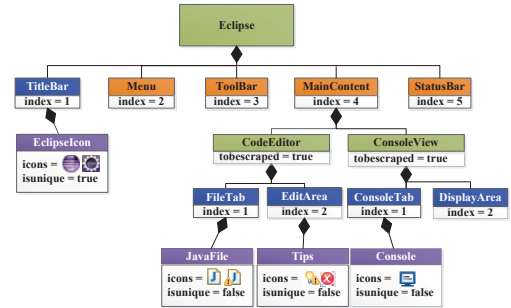 Eclipse
TitleBar
index = 1
Menu
index = 2
ToolBar
index = 3
MainContent
index = 4
StatusBar
index = 5
EclipseIcon
icons =
isunique = true
CodeEditor
tobescraped = true
ConsoleView
tobescraped = true
FileTab
index = 1
EditArea
index = 2
ConsoleTab
index = 1
DisplayArea
index = 2
JavaFile
icons = J J
isunique = false
Tips
icons =
isunique = false
Console
icons =
isunique = false